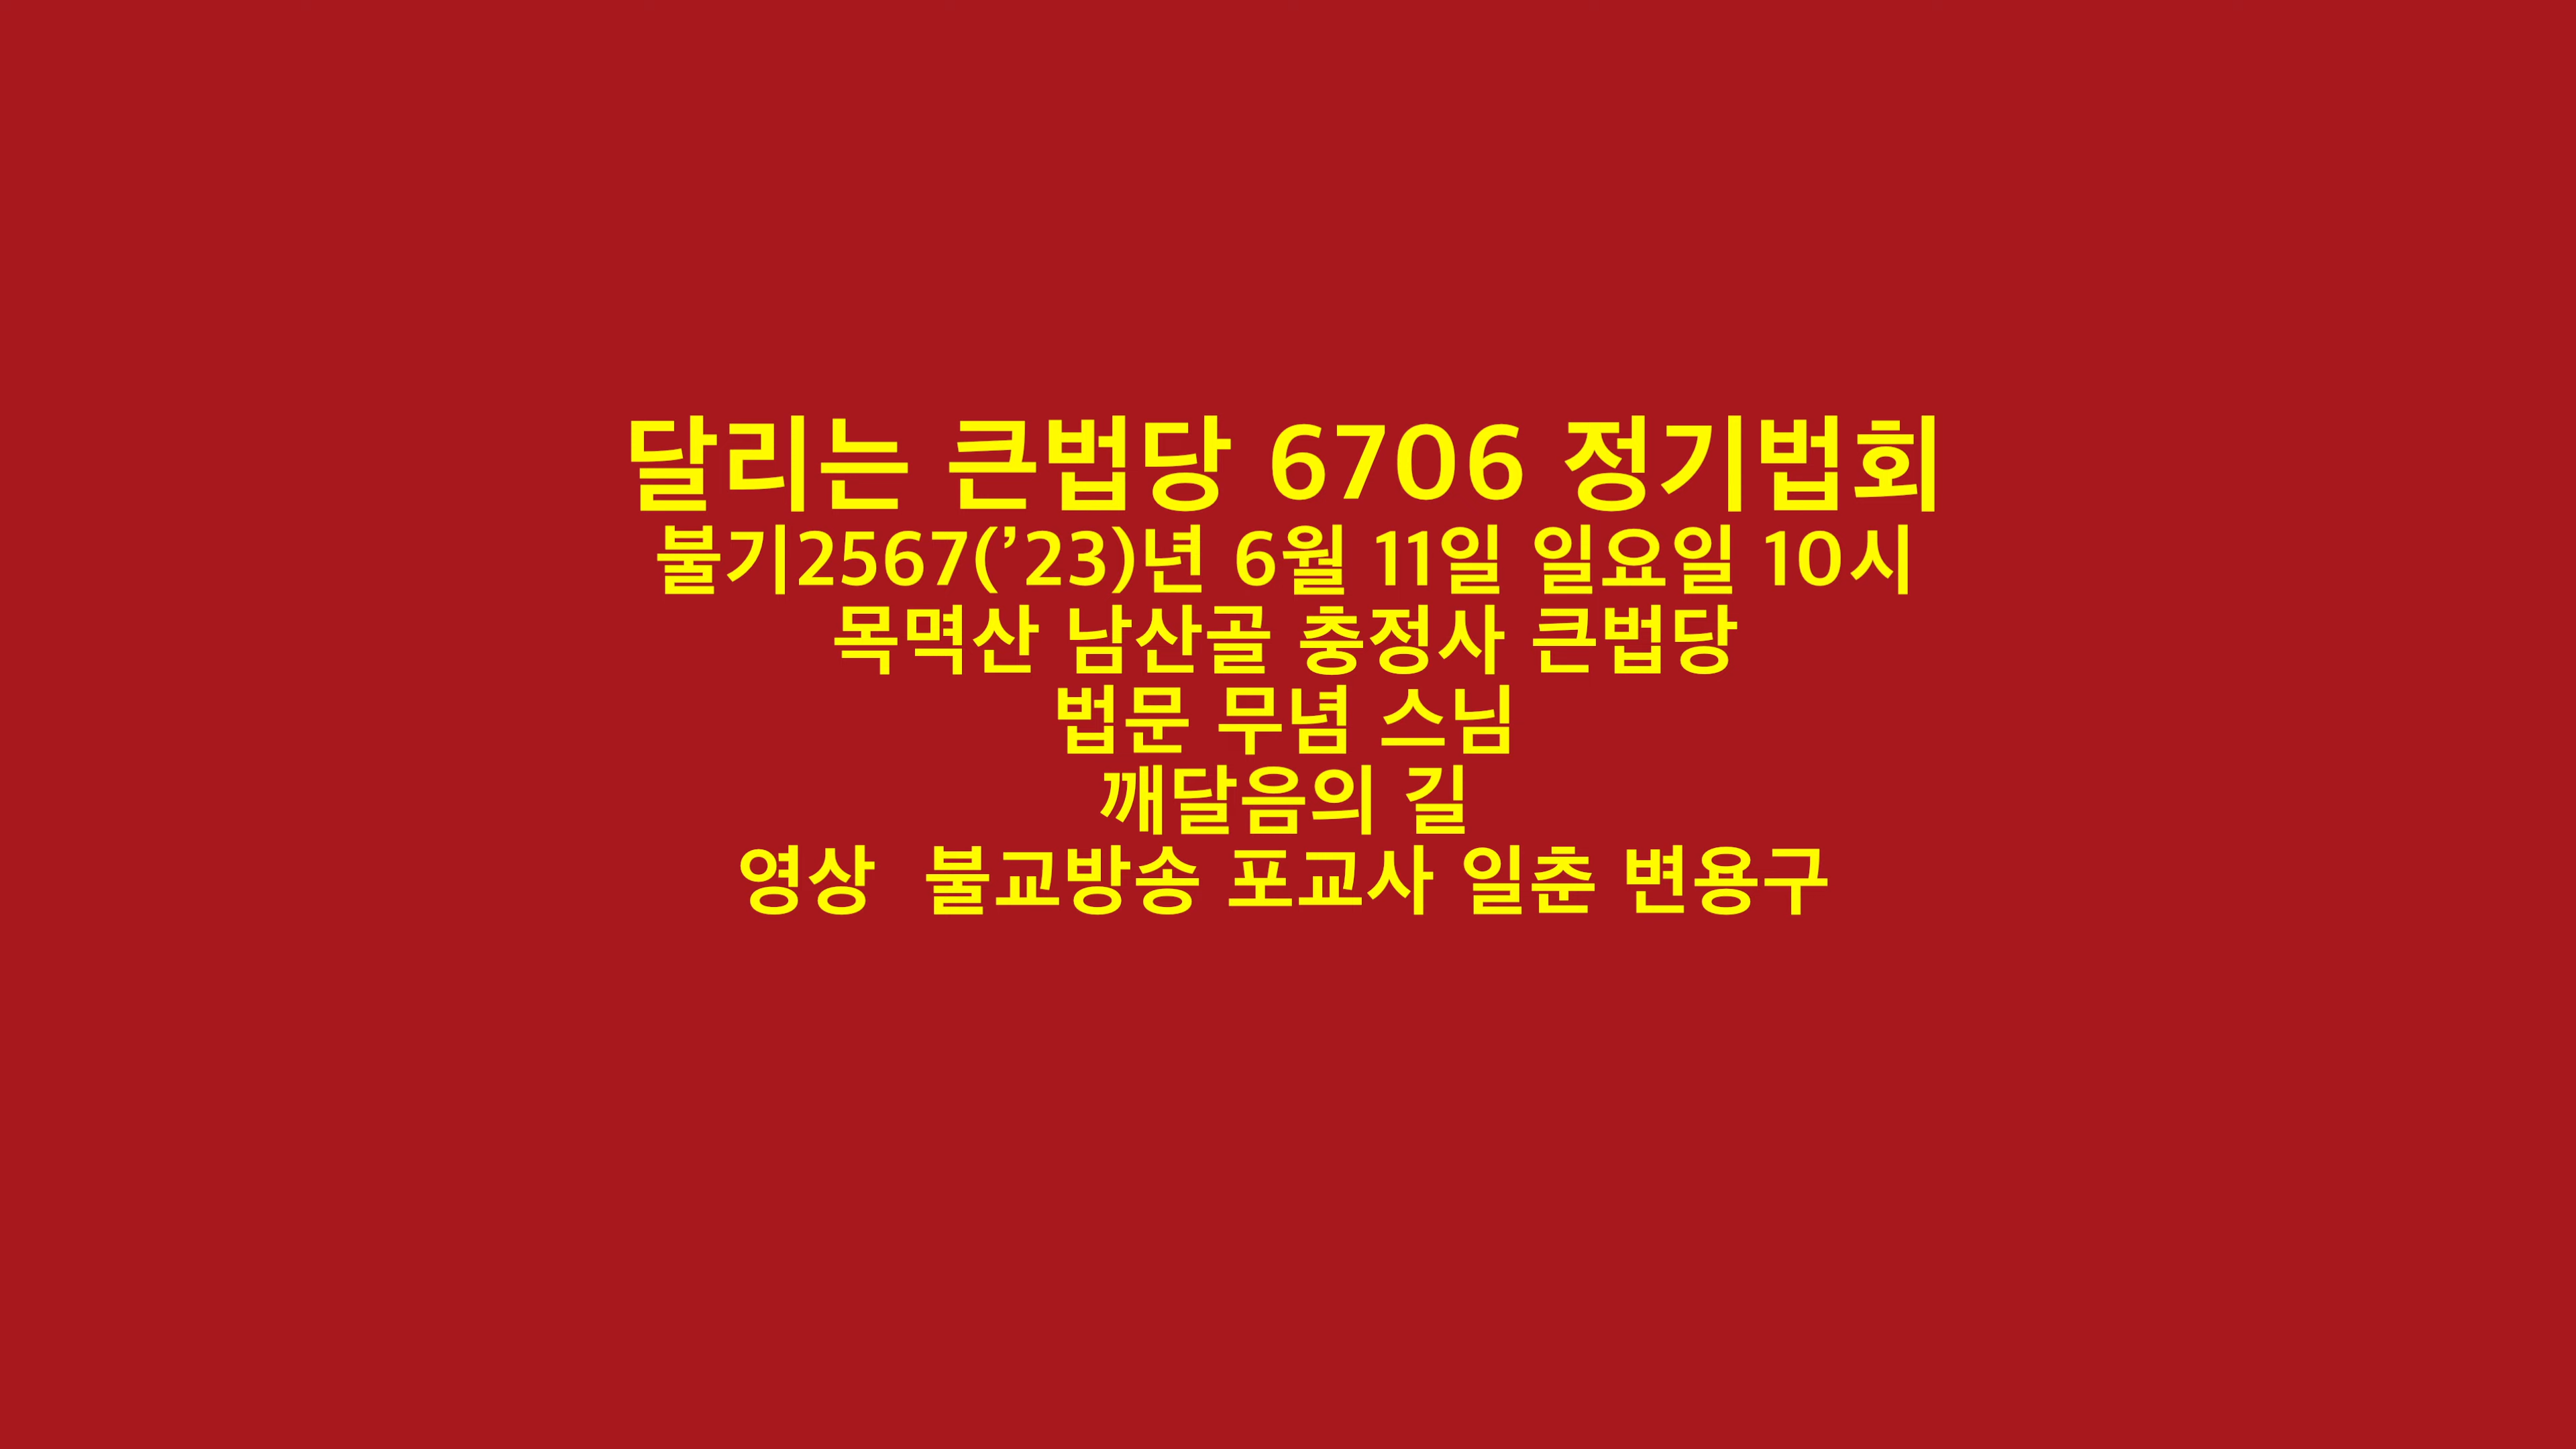 달리는 큰법당 6706 정기법회
불기2567(’23)년 6월 11일 일요일 10시
목멱산 남산골 충정사 큰법당
법문 무념 스님
깨달음의 길
영상  불교방송 포교사 일춘 변용구